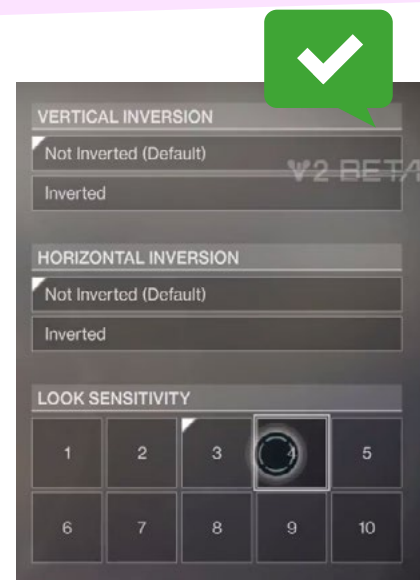 VERTICAL INVERSION
Not Inverted (Default)
V2 BETA
Inverted
HORIZONTAL INVERSION
Not Inverted (Default)
Inverted
LOOK SENSITIVITY
1 2 3 4 5
6 7 8 9 10